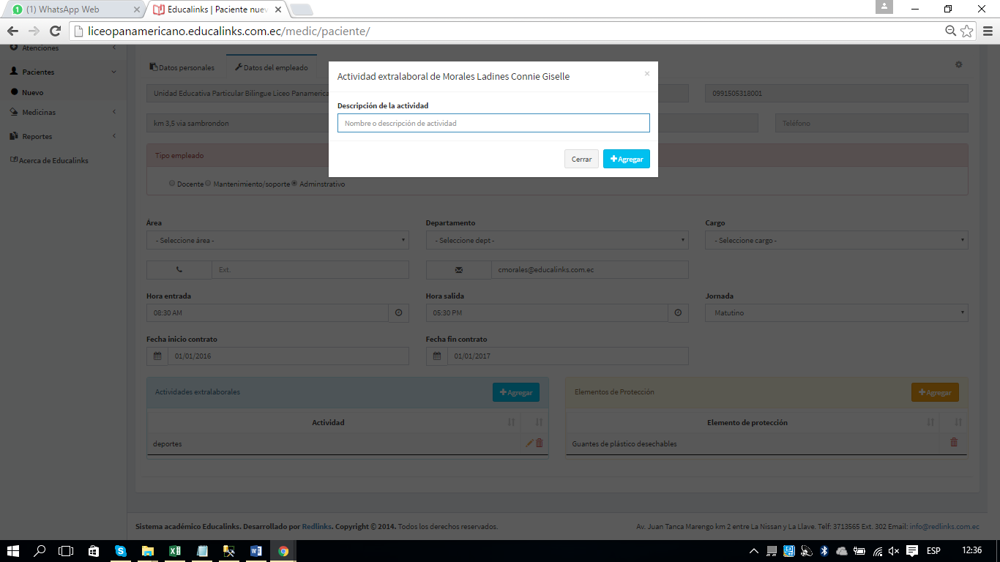 (1) WhatsApp Web
Educalinks | Paciente nuev
liceopanamericano.educalinks.com.ec/medic/paciente/
Atenciones
Pacientes
Nuevo
Medicinas
Reportes
Acerca de Educalinks
Datos personales
Datos del empleado
Actividad extralaboral de Morales Ladines Connie Giselle
×
Unidad Educativa Particular Bilingue Liceo Panamerica
0991505318001
Descripción de la actividad
Nombre o descripción de actividad
km 3,5 via sambrondon
Teléfono
Tipo empleado
Cerrar
Agregar
Docente Mantenimiento/soporte Adminstrativo
Área
Departamento
Cargo
- Seleccione área -
- Seleccione dept -
- Seleccione cargo -
Ext.
cmorales@educalinks.com.ec
Hora entrada
Hora salida
Jornada
08:30 AM
05:30 PM
Matutino
Fecha inicio contrato
Fecha fin contrato
01/01/2016
01/01/2017
Actividades extralaborales
Agregar
Elementos de Protección
Agregar
Actividad
Elemento de protección
deportes
Guantes de plástico desechables
Sistema académico Educalinks. Desarrollado por Redlinks. Copyright © 2014. Todos los derechos reservados.
Av. Juan Tanca Marengo km 2 entre La Nissan y La Llave. Telf: 3713565 Ext. 302 Email: info@redlinks.com.ec
ESP
12:36